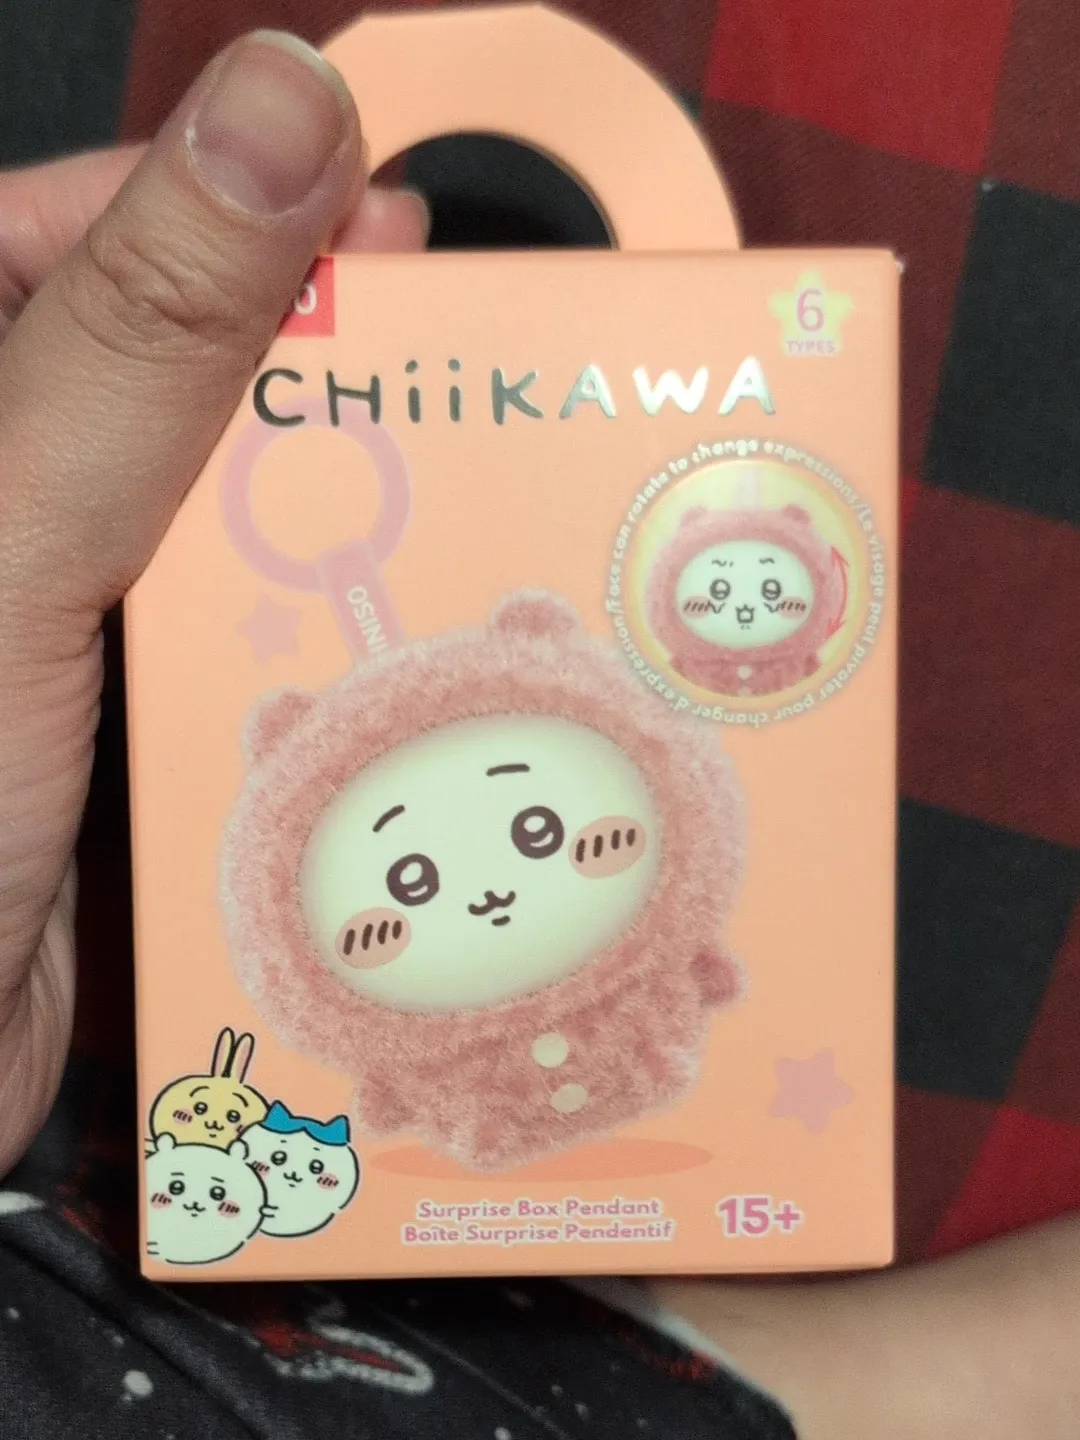 6
TYPES
CHiiKAWA
Face can rotate to change expressions/Le visage peut pivoter pour changer d'expression/
INISO
Surprise Box Pendant
Boîte Surprise Pendentif
15+